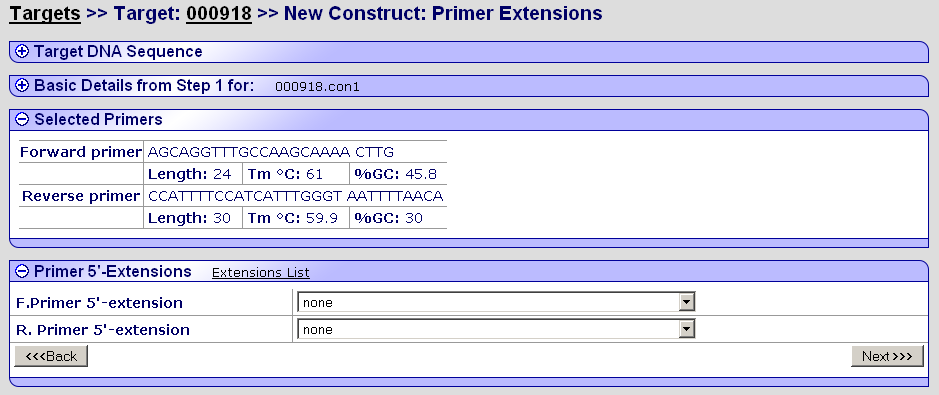 Targets >> Target: 000918 >> New Construct: Primer Extensions
Target DNA Sequence
Basic Details from Step 1 for: 000918.con1
Selected Primers
Forward primer AGCAGGTTTGCCAAGCAAAA CTTG
Length: 24 Tm °C: 61 %GC: 45.8
Reverse primer CCATTTTCCATCATTTGGGT AATTTTAACA
Length: 30 Tm °C: 59.9 %GC: 30
Primer 5'-Extensions Extensions List
F.Primer 5'-extension none
R. Primer 5'-extension none
<<<Back Next>>>